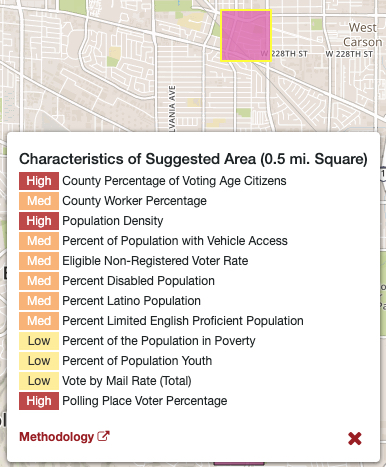 West
Carson
W 228TH ST
W 228TH ST
VANIA AVE
Characteristics of Suggested Area (0.5 mi. Square)
High County Percentage of Voting Age Citizens
Med County Worker Percentage
High Population Density
Med Percent of Population with Vehicle Access
Med Eligible Non-Registered Voter Rate
Med Percent Disabled Population
Med Percent Latino Population
Med Percent Limited English Proficient Population
Low Percent of the Population in Poverty
Low Percent of Population Youth
Low Vote by Mail Rate (Total)
High Polling Place Voter Percentage
Methodology